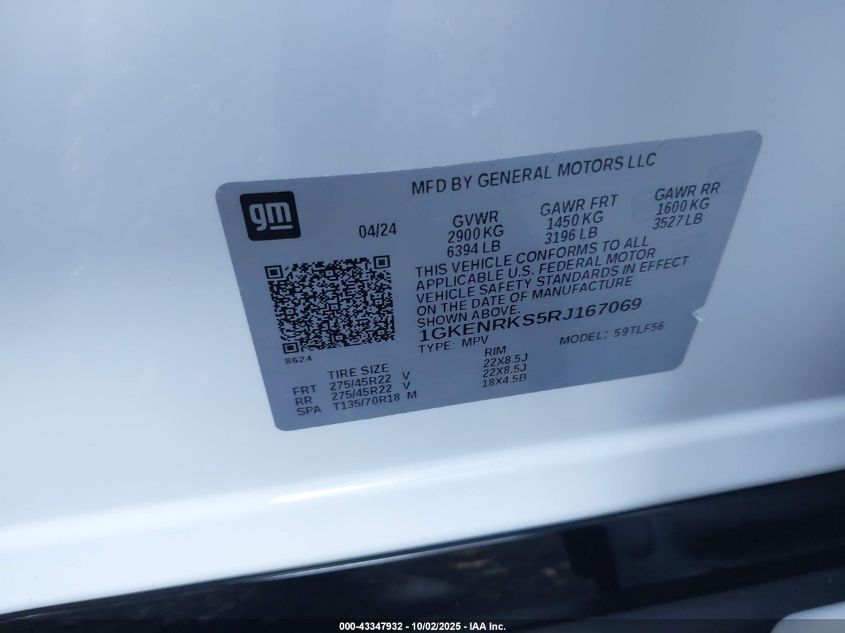 MFD BY GENERAL MOTORS LLC
gm
04/24
GVWR
2900 KG
6394 LB
GAWR FRT
1450 KG
3196 LB
GAWR RR
1600 KG
3527 LB
THIS VEHICLE CONFORMS TO ALL
APPLICABLE U.S. FEDERAL MOTOR
VEHICLE SAFETY STANDARDS IN EFFECT
ON THE DATE OF MANUFACTURE
SHOWN ABOVE.
1GKENRKS5RJ167069
TYPE: MPV
MODEL: 59TLF56
8624
TIRE SIZE RIM
FRT 275/45R22 V 22X8.5J
RR 275/45R22 V 22X8.5J
SPA T135/70R18 M 18X4.5B
000-43347932 - 10/02/2025 - IAA Inc.